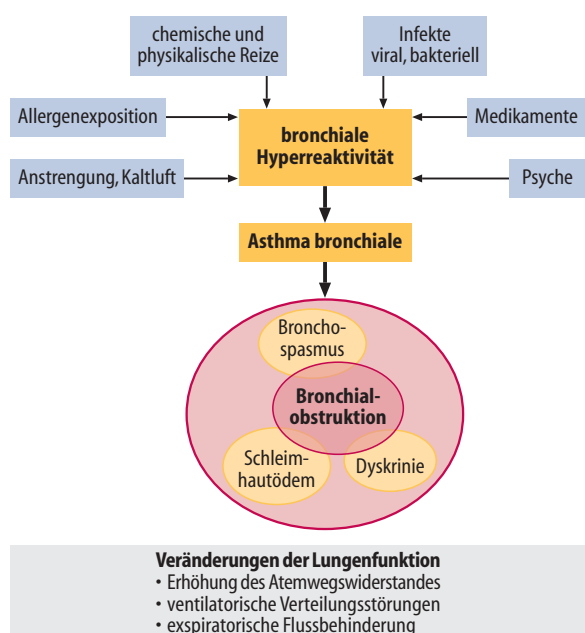 chemische und
physikalische Reize
Infekte
viral, bakteriell
Allergenexposition
bronchiale
Hyperreaktivität
Medikamente
Anstrengung, Kaltluft
Psyche
Asthma bronchiale
Broncho-
spasmus
Bronchial-
obstruktion
Schleim-
hautödem
Dyskrinie
Veränderungen der Lungenfunktion
• Erhöhung des Atemwegswiderstandes
• ventilatorische Verteilungsstörungen
• exspiratorische Flussbehinderung